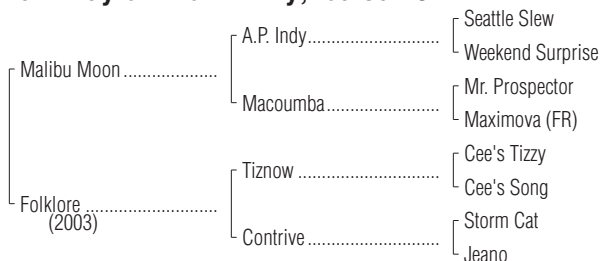 Seattle Slew
A.P. Indy
Weekend Surprise
Malibu Moon
Mr. Prospector
Macoumba
Maximova (FR)
Cee's Tizzy
Tiznow
Cee's Song
Folklore
(2003)
Storm Cat
Contrive
Jeano